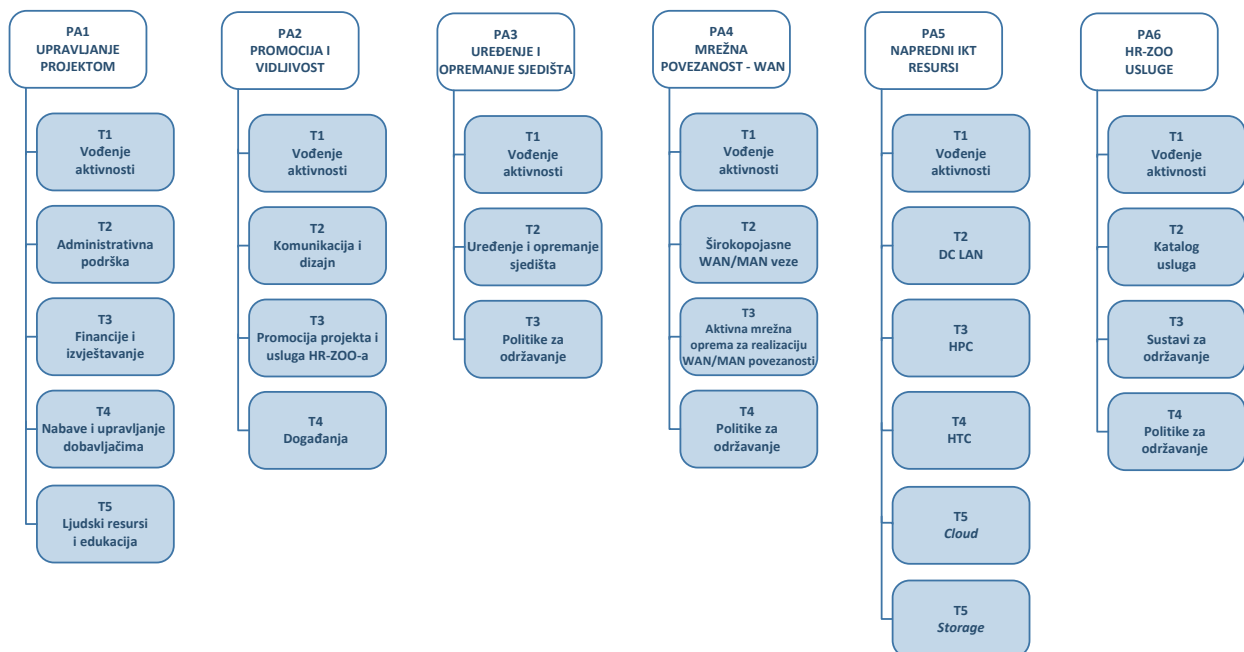 PA1
UPRAVLJANJE
PROJEKTOM
T1
Vođenje
aktivnosti
T2
Administrativna
podrška
T3
Financije i
izvještavanje
T4
Nabave i upravljanje
dobavljačima
T5
Ljudski resursi
i edukacija
PA2
PROMOCIJA I
VIDLJIVOST
T1
Vođenje
aktivnosti
T2
Komunikacija i
dizajn
T3
Promocija projekta i
usluga HR-ZOO-a
T4
Događanja
PA3
UREĐENJE I
OPREMANJE SJEDIŠTA
T1
Vođenje
aktivnosti
T2
Uređenje i opremanje
sjedišta
T3
Politike za
održavanje
PA4
MREŽNA
POVEZANOST - WAN
T1
Vođenje
aktivnosti
T2
Širokopojasne
WAN/MAN veze
T3
Aktivna mrežna
oprema za realizaciju
WAN/MAN povezanosti
T4
Politike za
održavanje
PA5
NAPREDNI IKT
RESURSI
T1
Vođenje
aktivnosti
T2
DC LAN
T3
HPC
T4
HTC
T5
Cloud
T5
Storage
PA6
HR-ZOO
USLUGE
T1
Vođenje
aktivnosti
T2
Katalog
usluga
T3
Sustavi za
održavanje
T4
Politike za
održavanje